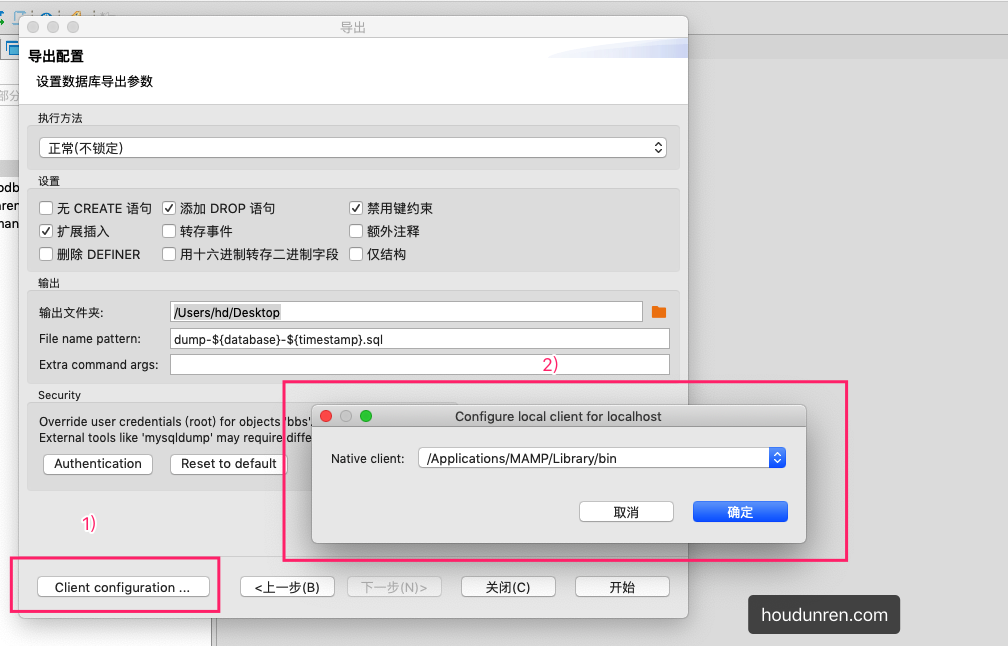 导出
导出配置
设置数据库导出参数
部分
执行方法
正常(不锁定)
设置
无 CREATE 语句 添加 DROP 语句 禁用键约束
扩展插入 转存事件 额外注释
删除 DEFINER 用十六进制转存二进制字段 仅结构
输出
输出文件夹: /Users/hd/Desktop
File name pattern: dump-${database}-${timestamp}.sql
Extra command args:
2)
Security
Override user credentials (root) for objects 'bbs'
External tools like 'mysqldump' may require diffe
Authentication Reset to default
Configure local client for localhost
Native client: /Applications/MAMP/Library/bin
取消 确定
1)
Client configuration ... <上一步(B) 下一步(N)> 关闭(C) 开始
houdunren.com